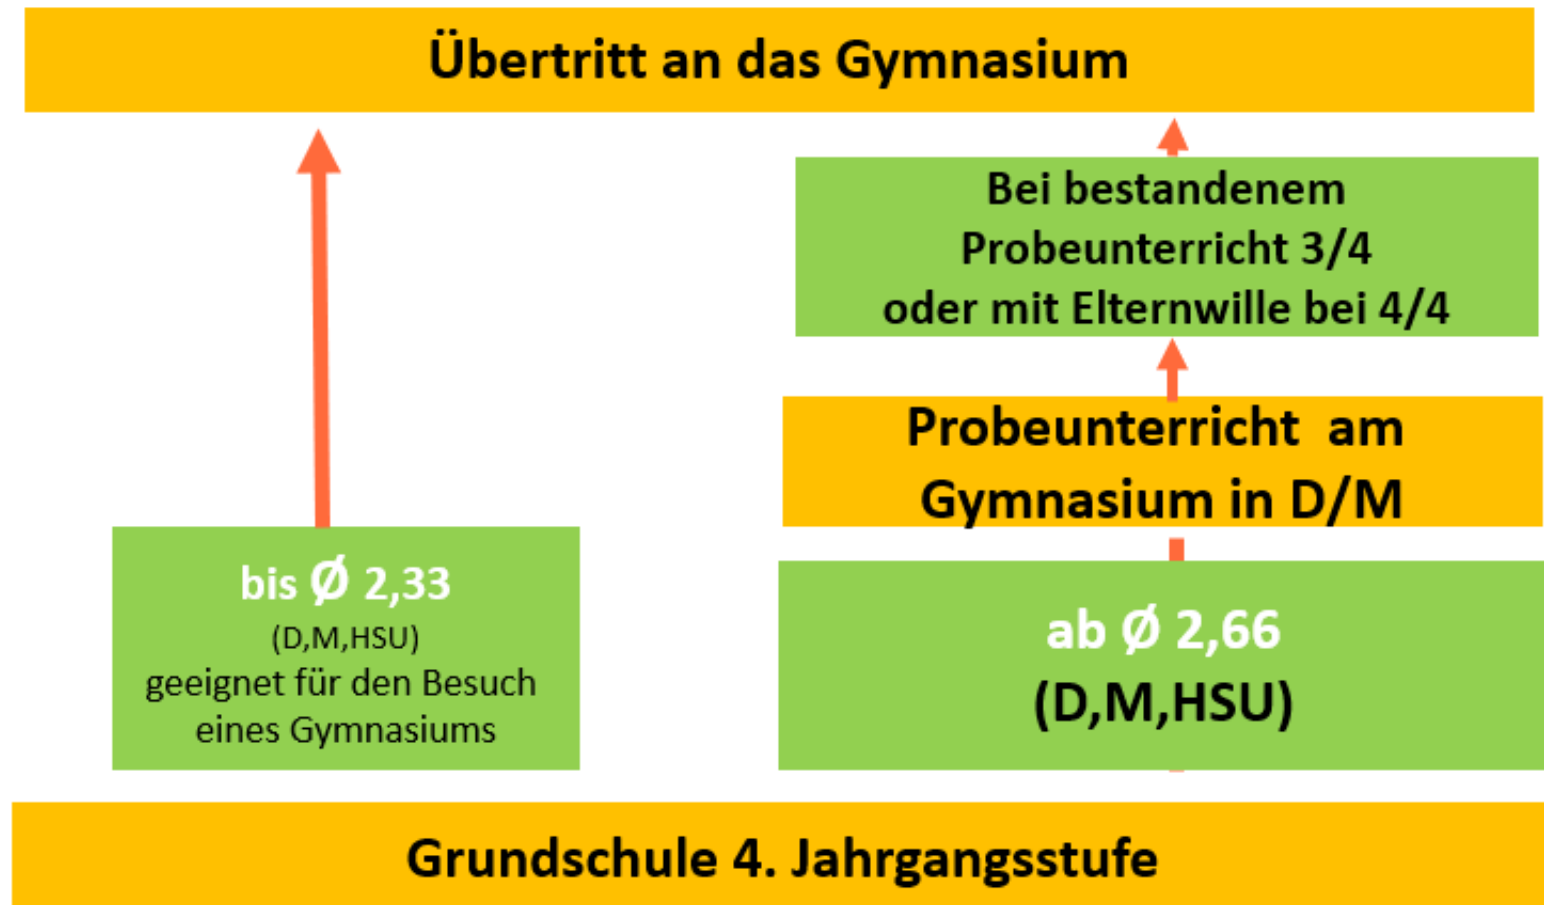 Übertritt an das Gymnasium
Bei bestandenem
Probeunterricht 3/4
oder mit Elternwille bei 4/4
Probeunterricht am
Gymnasium in D/M
bis Ø 2,33
(D,M,HSU)
geeignet für den Besuch
eines Gymnasiums
ab Ø 2,66
(D,M,HSU)
Grundschule 4. Jahrgangsstufe